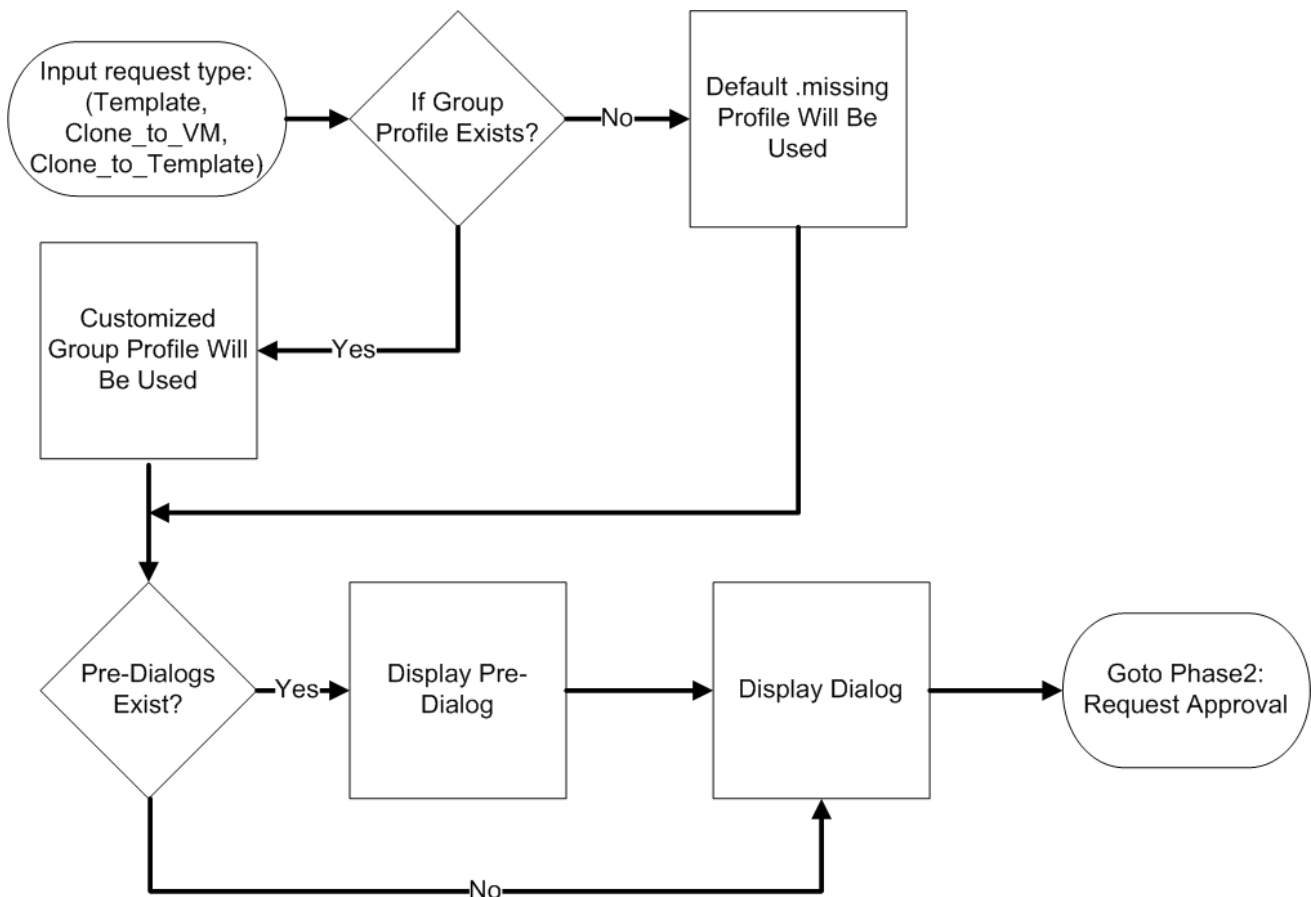 Input request type:
(Template,
Clone_to_VM,
Clone_to_Template)
If Group
Profile Exists?
No
Default .missing
Profile Will Be
Used
Customized
Group Profile Will
Be Used
Yes
Pre-Dialogs
Exist?
Yes
Display Pre-
Dialog
Display Dialog
Goto Phase2:
Request Approval
No